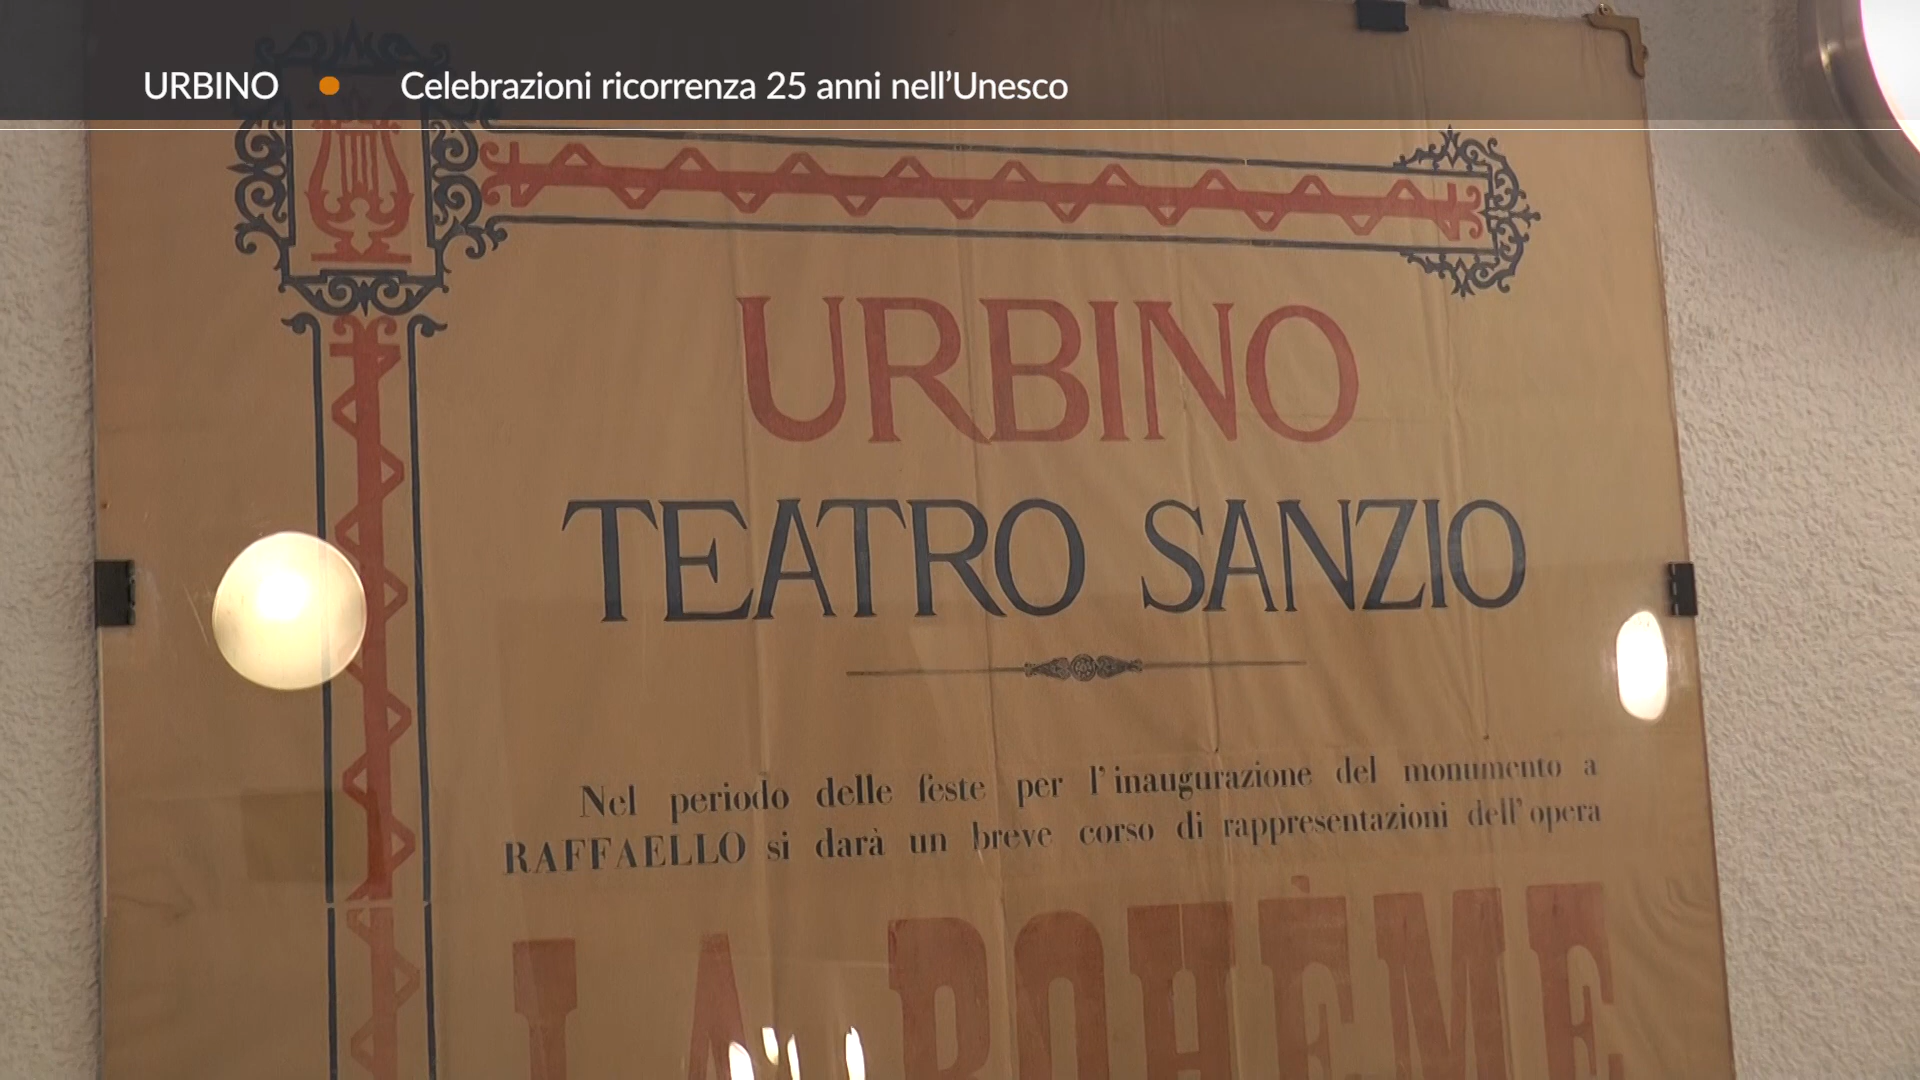 URBINO • Celebrazioni ricorrenza 25 anni nell’Unesco
URBINO
TEATRO SANZIO
Nel periodo delle feste per l’inaugurazione del monumento a
RAFFAELLO si darà un breve corso di rappresentazioni dell’opera
LA BOHÈME